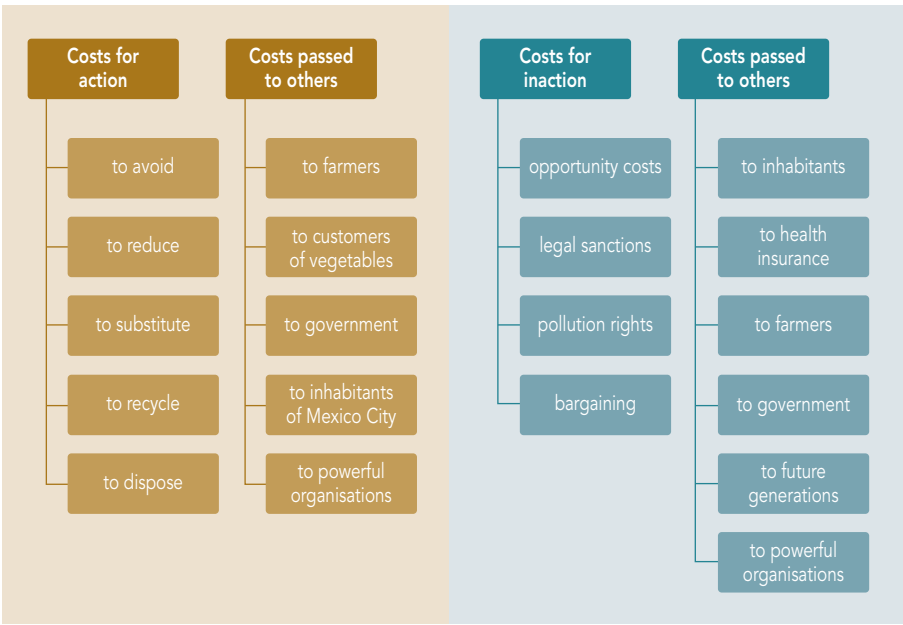 Costs for
action
to avoid
to reduce
to substitute
to recycle
to dispose
Costs passed
to others
to farmers
to customers
of vegetables
to government
to inhabitants
of Mexico City
to powerful
organisations
Costs for
inaction
opportunity costs
legal sanctions
pollution rights
bargaining
Costs passed
to others
to inhabitants
to health
insurance
to farmers
to government
to future
generations
to powerful
organisations